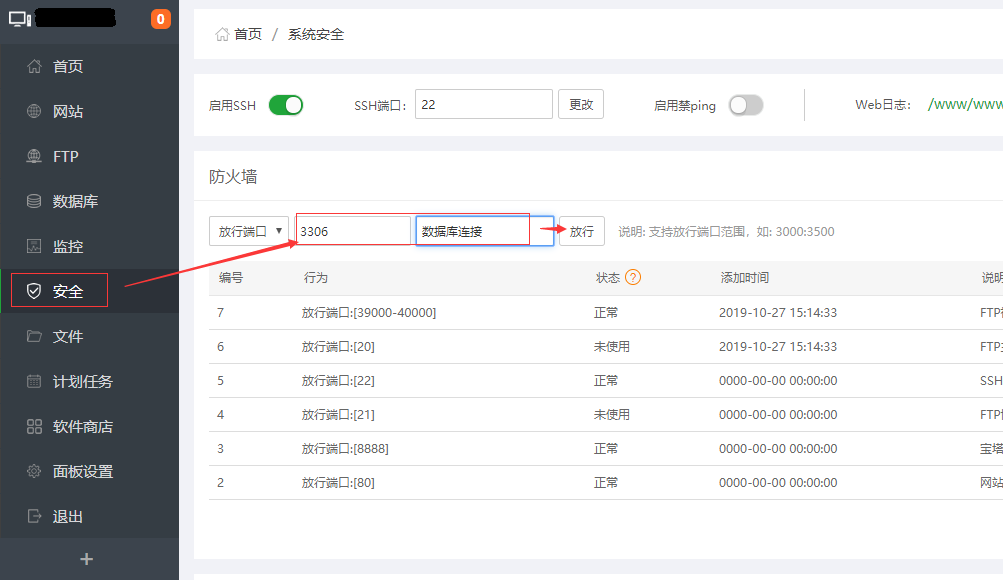 0
首页
网站
FTP
数据库
监控
安全
文件
计划任务
软件商店
面板设置
退出
+
首页 / 系统安全
启用SSH SSH端口： 22 更改 启用禁ping Web日志： /www/www
防火墙
放行端口 3306 数据库连接 放行 说明: 支持放行端口范围，如: 3000:3500
编号 行为 状态 ? 添加时间 说明
7 放行端口:[39000-40000] 正常 2019-10-27 15:14:33 FTP
6 放行端口:[20] 未使用 2019-10-27 15:14:33 FTP
5 放行端口:[22] 正常 0000-00-00 00:00:00 SSH
4 放行端口:[21] 未使用 0000-00-00 00:00:00 FTP
3 放行端口:[8888] 正常 0000-00-00 00:00:00 宝塔
2 放行端口:[80] 正常 0000-00-00 00:00:00 网站